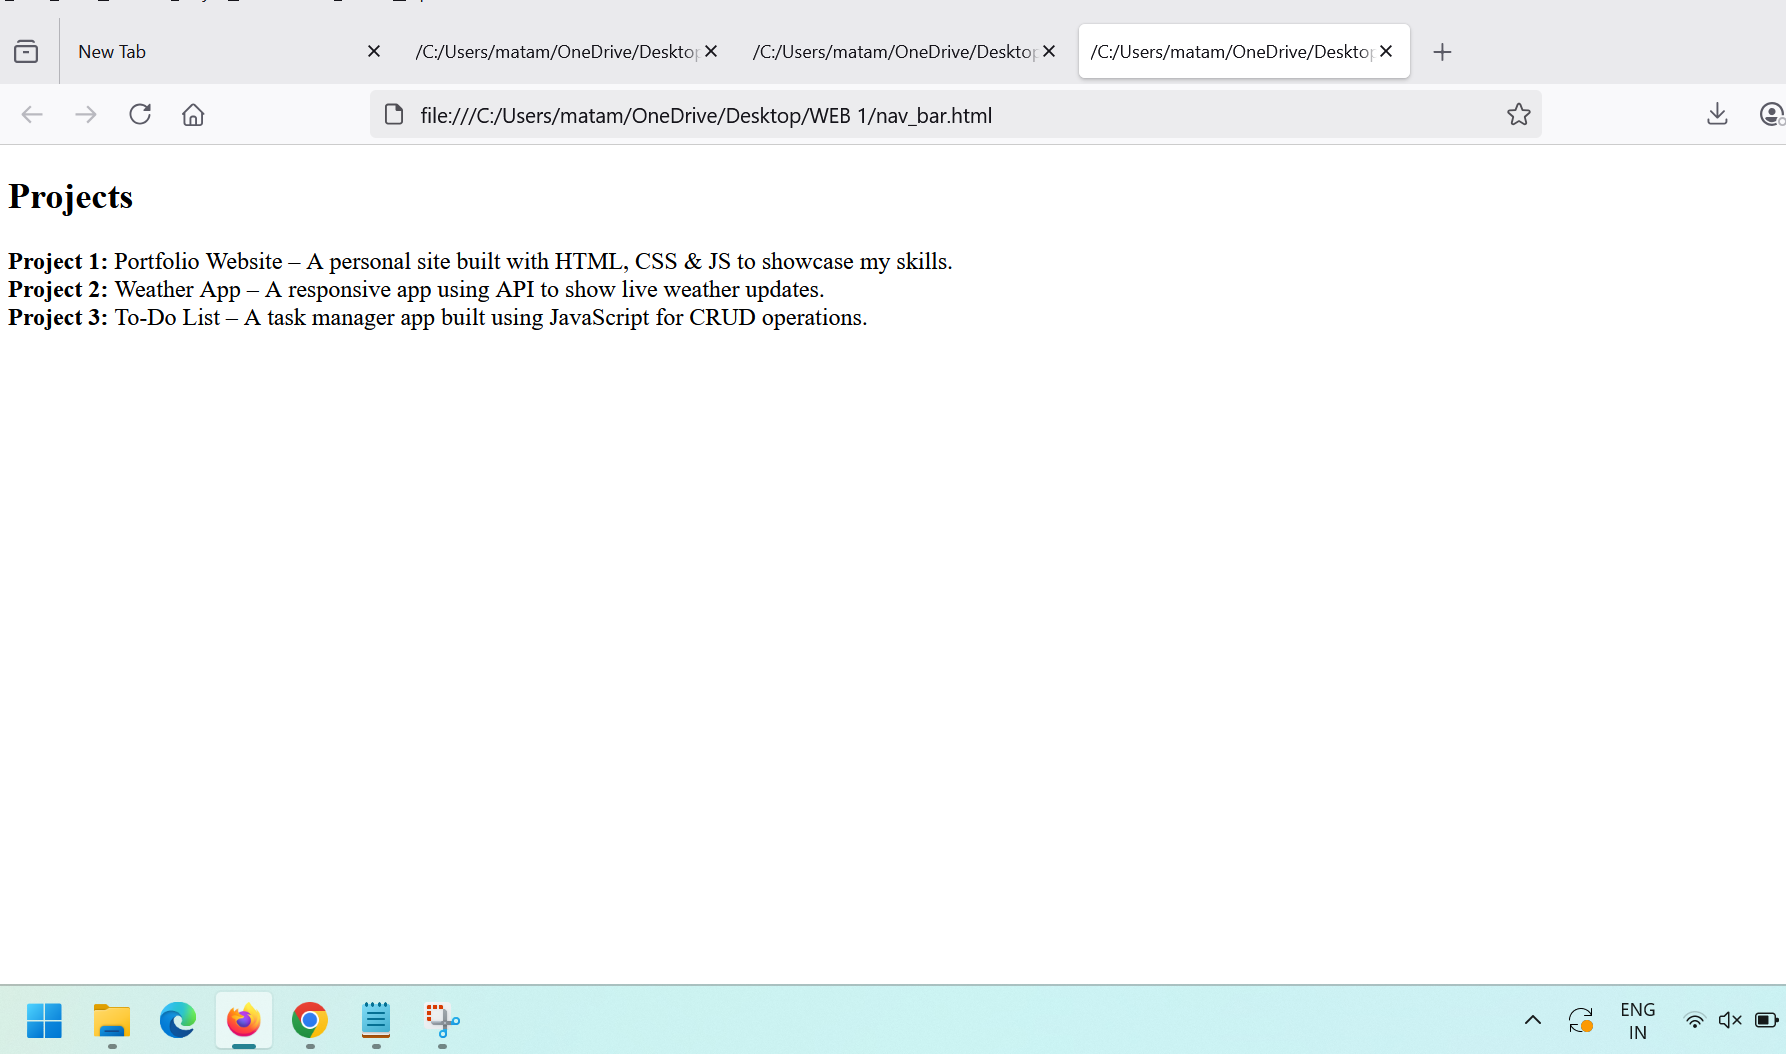 New Tab
/C:/Users/matam/OneDrive/Desktop
/C:/Users/matam/OneDrive/Desktop
/C:/Users/matam/OneDrive/Desktop
file:///C:/Users/matam/OneDrive/Desktop/WEB 1/nav_bar.html
Projects
Project 1: Portfolio Website – A personal site built with HTML, CSS & JS to showcase my skills.
Project 2: Weather App – A responsive app using API to show live weather updates.
Project 3: To-Do List – A task manager app built using JavaScript for CRUD operations.
ENG
IN